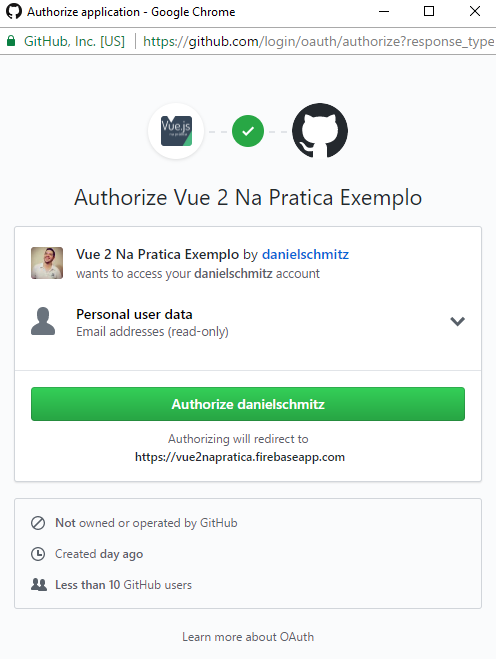 Authorize application - Google Chrome
GitHub, Inc. [US] https://github.com/login/oauth/authorize?response_type
Vue.js
na prática
Authorize Vue 2 Na Pratica Exemplo
Vue 2 Na Pratica Exemplo by danielschmitz
wants to access your danielschmitz account
Personal user data
Email addresses (read-only)
Authorize danielschmitz
Authorizing will redirect to
https://vue2napratica.firebaseapp.com
Not owned or operated by GitHub
Created day ago
Less than 10 GitHub users
Learn more about OAuth